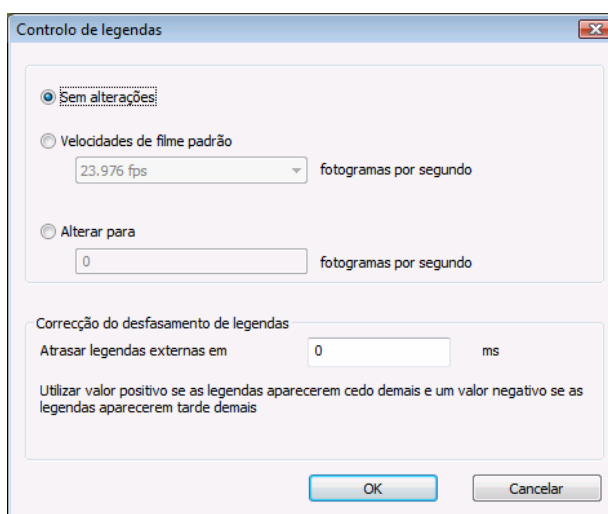 Controlo de legendas
Sem alterações
Velocidades de filme padrão
23.976 fps fotogramas por segundo
Alterar para
0 fotogramas por segundo
Correcção do desfasamento de legendas
Atrasar legendas externas em 0 ms
Utilizar valor positivo se as legendas aparecerem cedo demais e um valor negativo se as
legendas aparecerem tarde demais
OK Cancelar